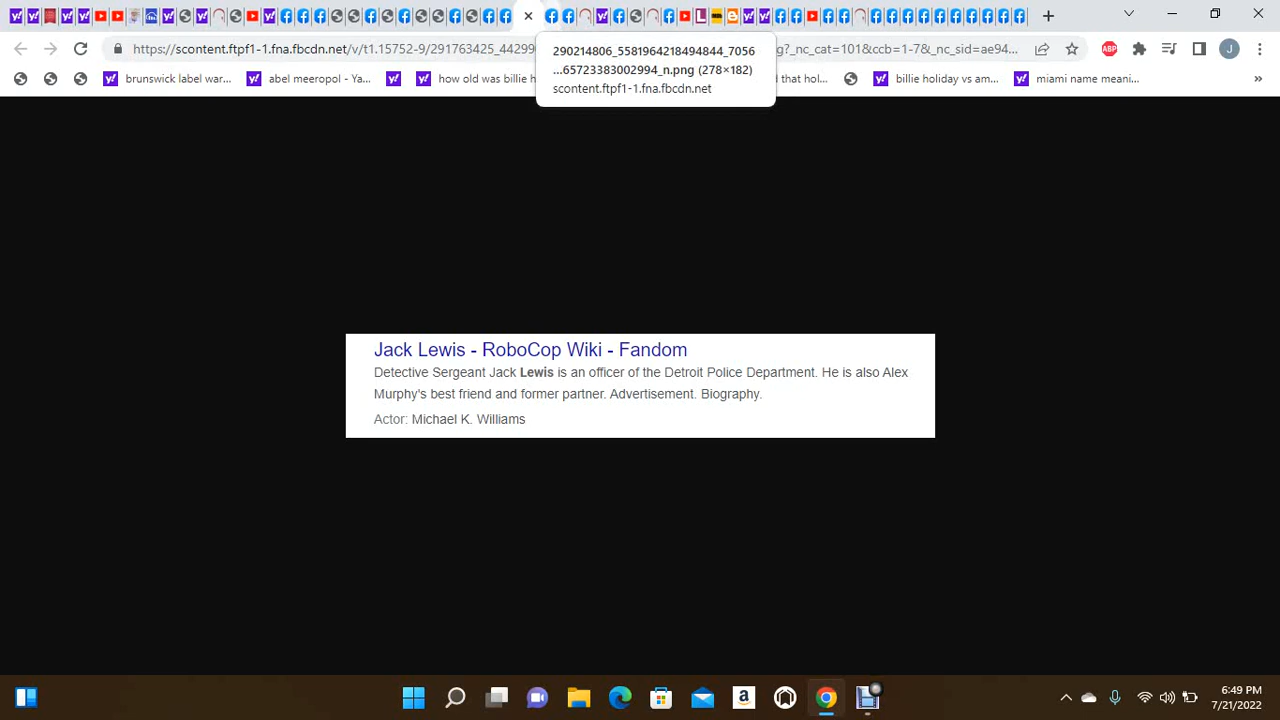 290214806_5581964218494844_7056
...65723383002994_n.png (278×182)
scontent.ftpf1-1.fna.fbcdn.net
https://scontent.ftpf1-1.fna.fbcdn.net/v/t1.15752-9/291763425_44299
g?_nc_cat=101&ccb=1-7&_nc_sid=ae94...
ABP
J
brunswick label war...
abel meeropol - Ya...
how old was billie h
d that hol...
billie holiday vs am...
miami name meani...
»
Jack Lewis - RoboCop Wiki - Fandom
Detective Sergeant Jack Lewis is an officer of the Detroit Police Department. He is also Alex
Murphy's best friend and former partner. Advertisement. Biography.
Actor: Michael K. Williams
6:49 PM
7/21/2022